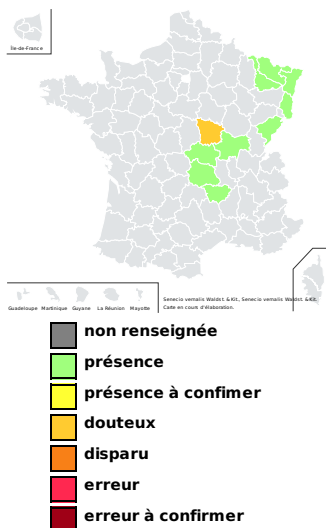 Île-de-France
Guadeloupe Martinique Guyane La Réunion Mayotte
Senecio vernalis Waldst. & Kit., Senecio vernalis Waldst. & Kit.
Carte en cours d'élaboration.
non renseignée
présence
présence à confimer
douteux
disparu
erreur
erreur à confirmer